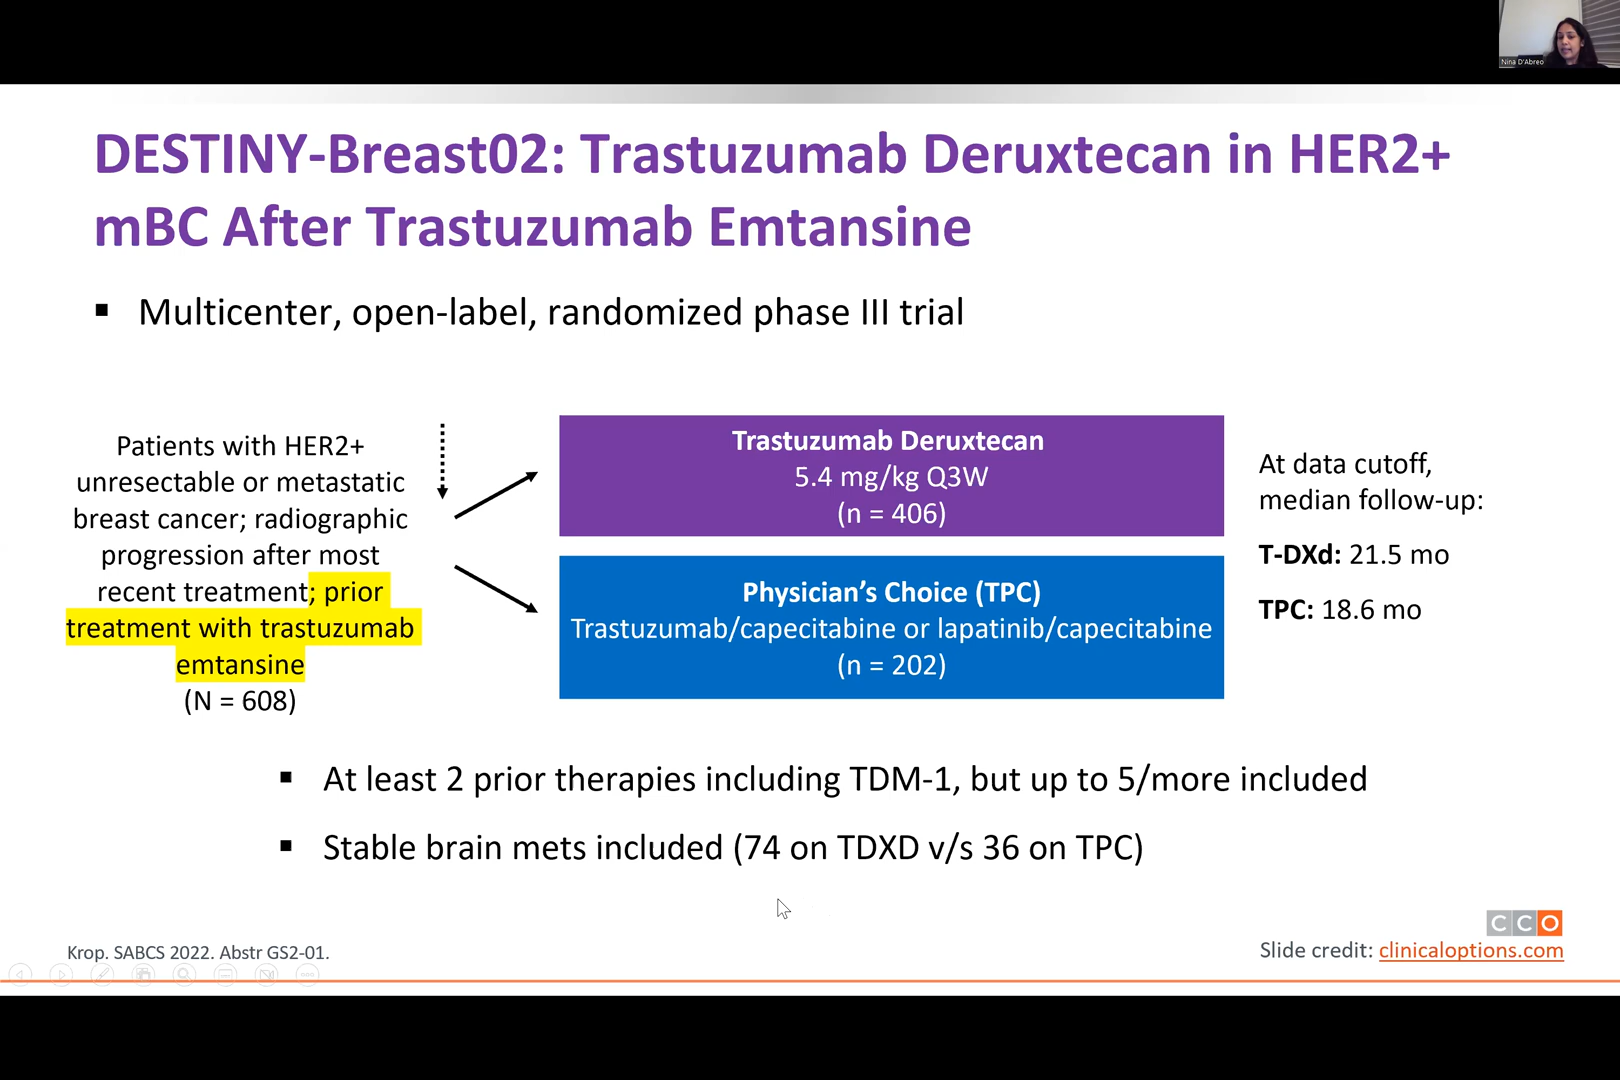 Nina D'Abreo
DESTINY-Breast02: Trastuzumab Deruxtecan in HER2+
mBC After Trastuzumab Emtansine
▪ Multicenter, open-label, randomized phase III trial
Patients with HER2+
unresectable or metastatic
breast cancer; radiographic
progression after most
recent treatment; prior
treatment with trastuzumab
emtansine
(N = 608)
Trastuzumab Deruxtecan
5.4 mg/kg Q3W
(n = 406)
Physician’s Choice (TPC)
Trastuzumab/capecitabine or lapatinib/capecitabine
(n = 202)
At data cutoff,
median follow-up:
T-DXd: 21.5 mo
TPC: 18.6 mo
▪ At least 2 prior therapies including TDM-1, but up to 5/more included
▪ Stable brain mets included (74 on TDXD v/s 36 on TPC)
Krop. SABCS 2022. Abstr GS2-01.
CCO
Slide credit: clinicaloptions.com